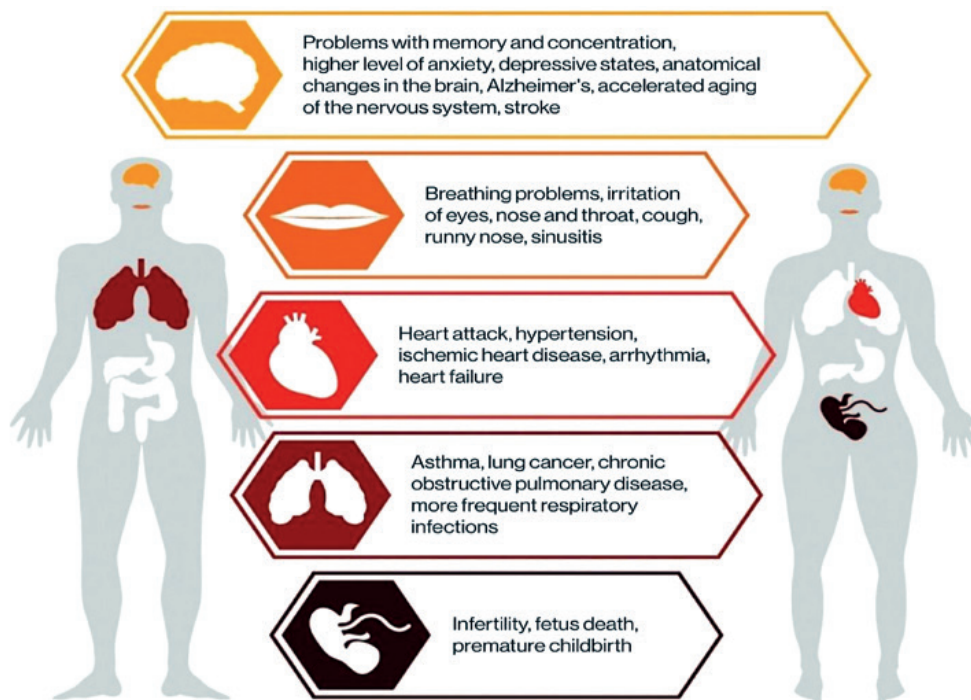 Problems with memory and concentration,
higher level of anxiety, depressive states, anatomical
changes in the brain, Alzheimer's, accelerated aging
of the nervous system, stroke
Breathing problems, irritation
of eyes, nose and throat, cough,
runny nose, sinusitis
Heart attack, hypertension,
ischemic heart disease, arrhythmia,
heart failure
Asthma, lung cancer, chronic
obstructive pulmonary disease,
more frequent respiratory
infections
Infertility, fetus death,
premature childbirth